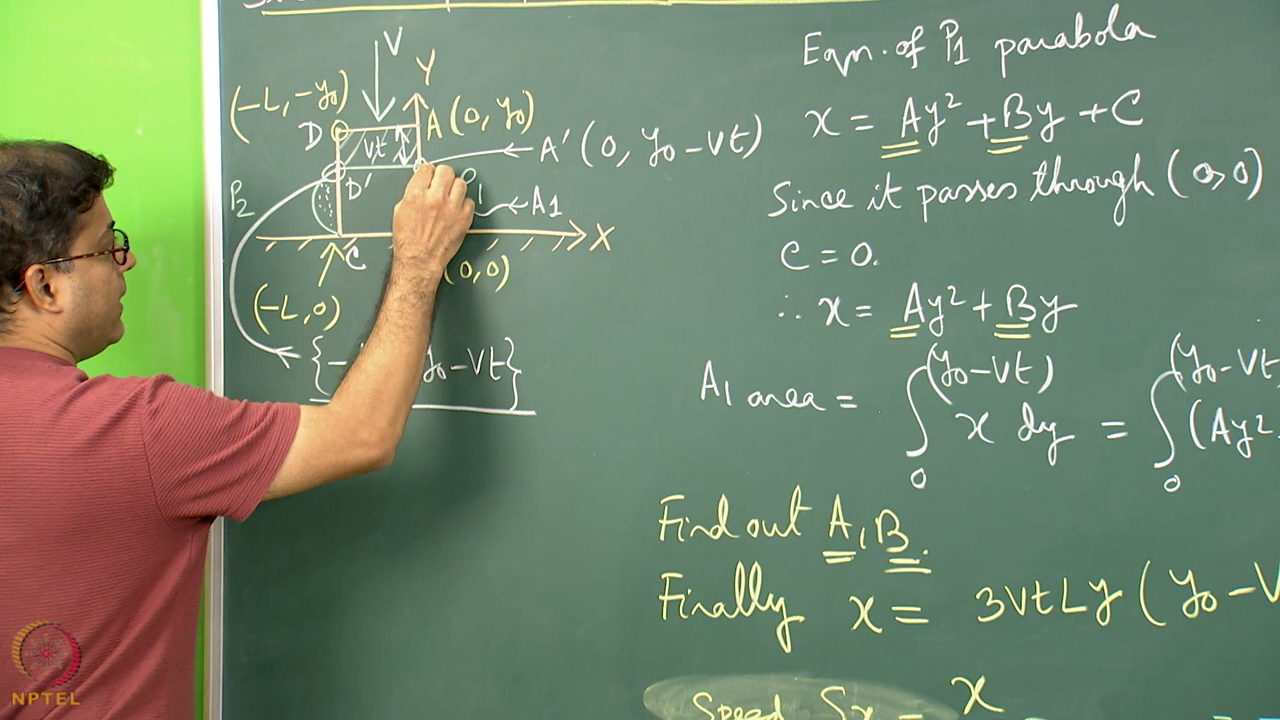 V
Y
(-L, -y₀)
D
A (0, y₀)
Vt
A' (0, y₀-Vt)
D'
P₂
A1
X
C
(0,0)
(-L, 0)
y₀-Vt}
Eqn. of P₁ parabola
x = Ay² + By + C
Since it passes through (0,0)
C = 0.
∴ x = Ay² + By
A₁ area = ∫₀^(y₀-Vt) x dy = ∫₀^(y₀-Vt (Ay²
Find out A, B.
Finally x = 3VtLy (y₀-V
Speed Sx = x
NPTEL